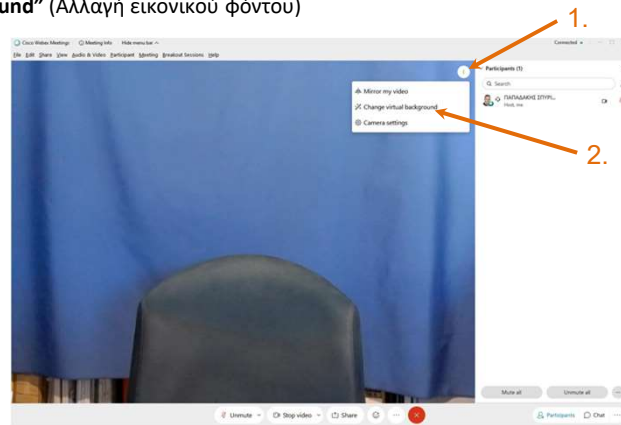 und" (Αλλαγή εικονικού φόντου)
1.
Cisco Webex Meetings Meeting Info Hide menu bar Connected
File Edit Share View Audio & Video Participant Meeting Breakout Sessions Help
Participants (1)
Search
Mirror my video
Change virtual background
Camera settings
ΠΑΠΑΔΑΚΗΣ ΣΠΥΡΙ...
Host, me
2.
Mute all Unmute all
Unmute Stop video Share Participants Chat